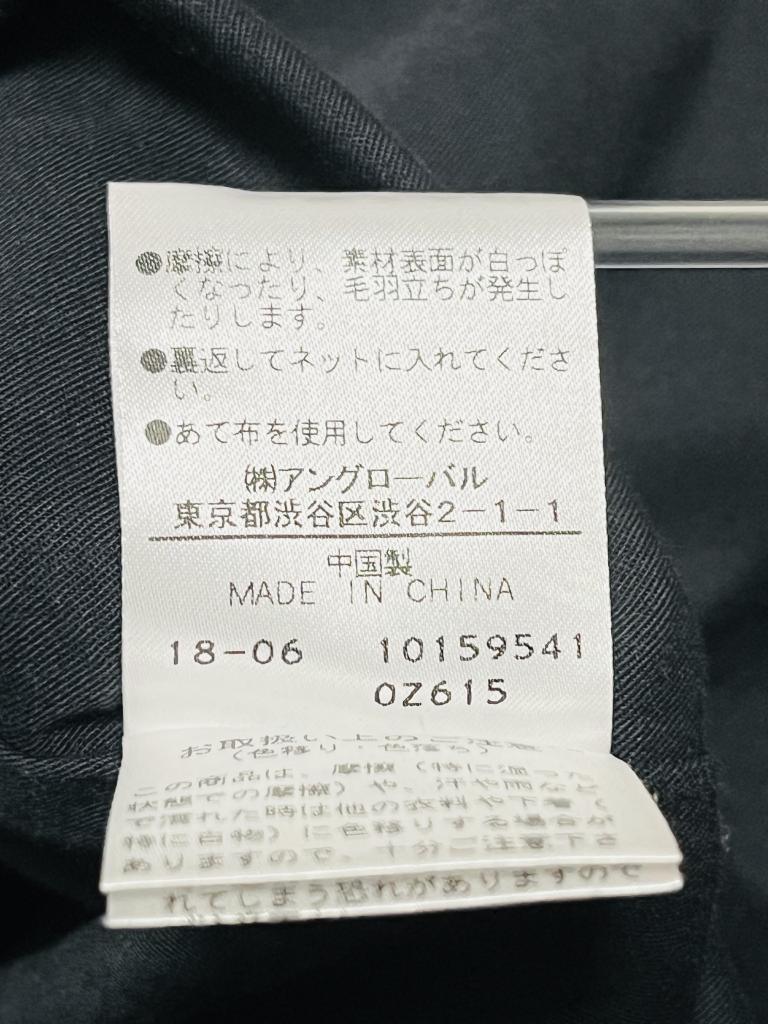 ●摩擦により、素材表面が白っぽ
くなったり、毛羽立ちが発生し
たりします。
●裏返してネットに入れてくださ
い。
●あて布を使用してください。
㈱アングローバル
東京都渋谷区渋谷2-1-1
中国製
MADE IN CHINA
18-06 10159541
0Z615
お取扱い上のご注意
(色移り・色落ち)
この商品は、摩擦(特に湿った
状態での摩擦)や、汗や雨など
で濡れた時は他の衣料や下着(
特に白物)に色移りする場合が
ありますので、十分ご注意下さ
れてしまう恐れがありますので